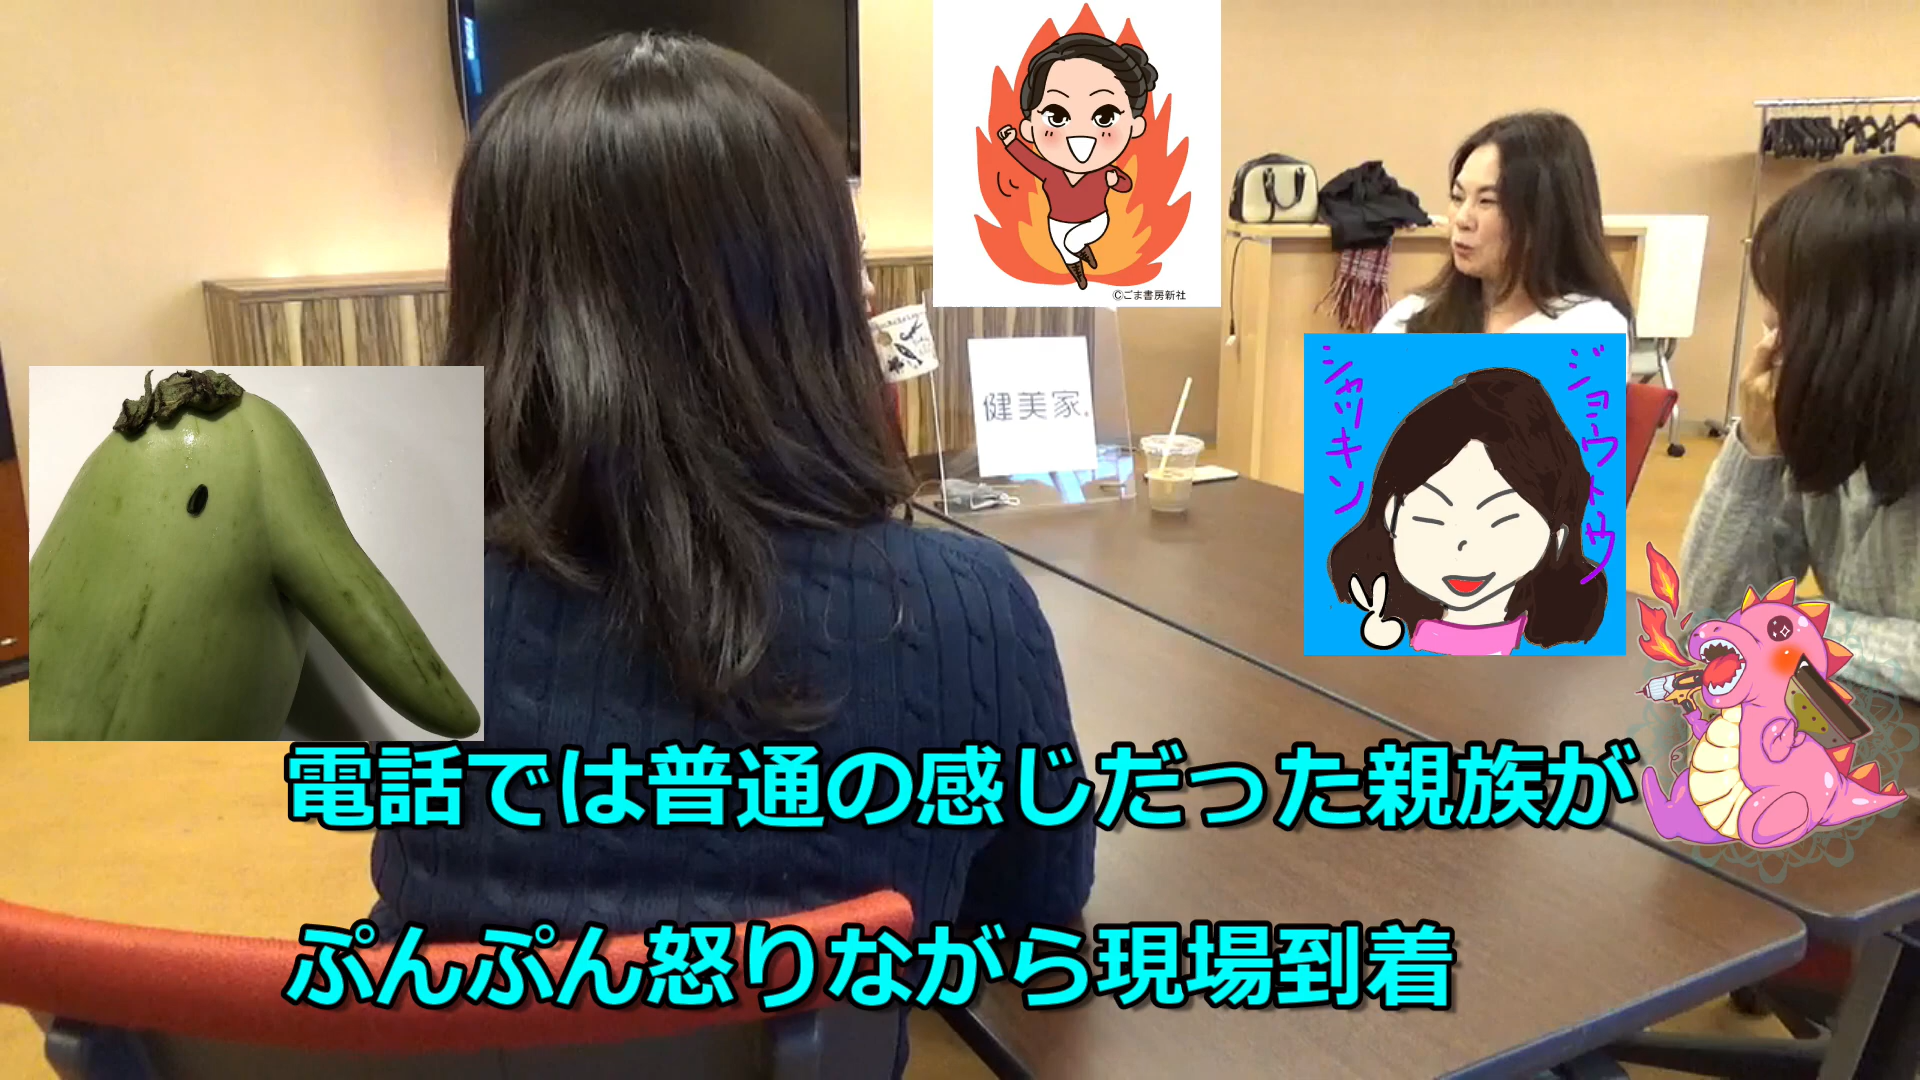 ©ごま書房新社
健美家
シャッキン
ジョウトウ
電話では普通の感じだった親族が
ぷんぷん怒りながら現場到着